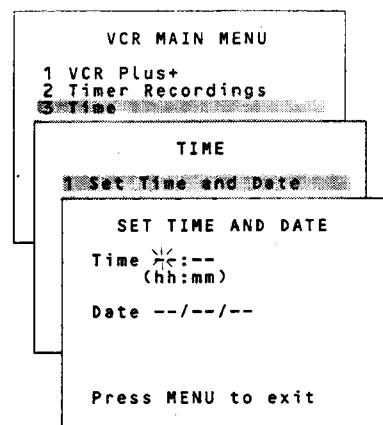 VCR MAIN MENU
1 VCR Plus+
2 Timer Recordings
3 Time
TIME
1 Set Time and Date
SET TIME AND DATE
Time --:--
(hh:mm)
Date --/--/--
Press MENU to exit